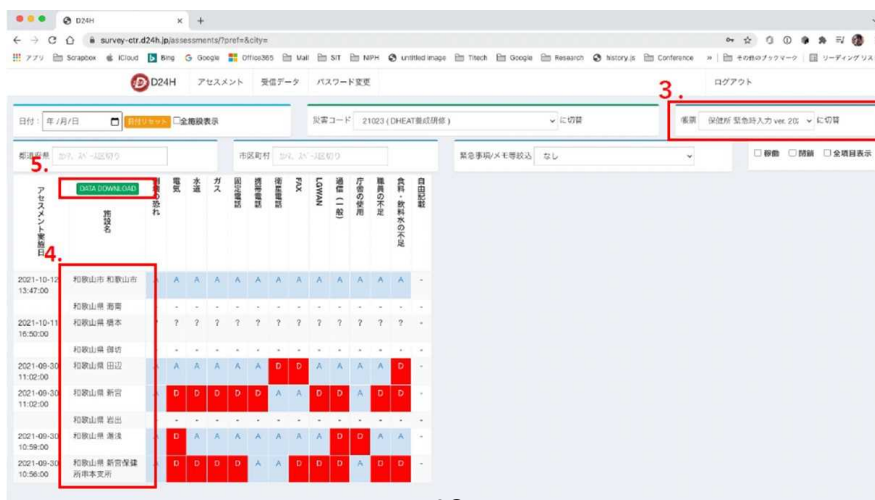 D24H
survey-ctr.d24h.jp/assessments/?pref=&city=
アプリ Scrapbox iCloud Bing Google Office365 Mail SIT NIPH untitled image Titech Google Research history.js Conference » その他のブックマーク リーディングリス
D24H アセスメント 受信データ パスワード変更 ログアウト
3.
日付: 年/月/日 日付リセット 全施設表示 災害コード 21023 ( DHEAT養成研修 ) に切替 帳票 保健所 緊急時入力 ver. 202 に切替
都道府県 市区町村 緊急事項/メモ等絞込 なし 稼働 閉鎖 全項目表示
5.
DATA DOWNLOAD
アセスメント実施日 施設名 の恐れ 電気 水道 ガス 固定電話 携帯電話 衛星電話 FAX LGWAN 通信(一般) 庁舎の使用 職員の不足 食料・飲料水の不足 自由記載
4.
2021-10-12 13:47:00 和歌山市 和歌山市 A A A A A A A A A A A A A -
和歌山県 海南 - - - - - - - - - - - - -
2021-10-11 16:50:00 和歌山県 橋本 ? ? ? ? ? ? ? ? ? ? ? ? ? -
和歌山県 御坊 - - - - - - - - - - - - -
2021-09-30 11:02:00 和歌山県 田辺 A A A A A A D D A A A A D -
2021-09-30 11:02:00 和歌山県 新宮 A D D D D D A A D D A D D -
和歌山県 岩出 - - - - - - - - - - - - -
2021-09-30 10:59:00 和歌山県 湯浅 A D A A A A A A A D D A A -
2021-09-30 10:56:00 和歌山県 新宮保健所串本支所 A D D D D A A D D D A D D -